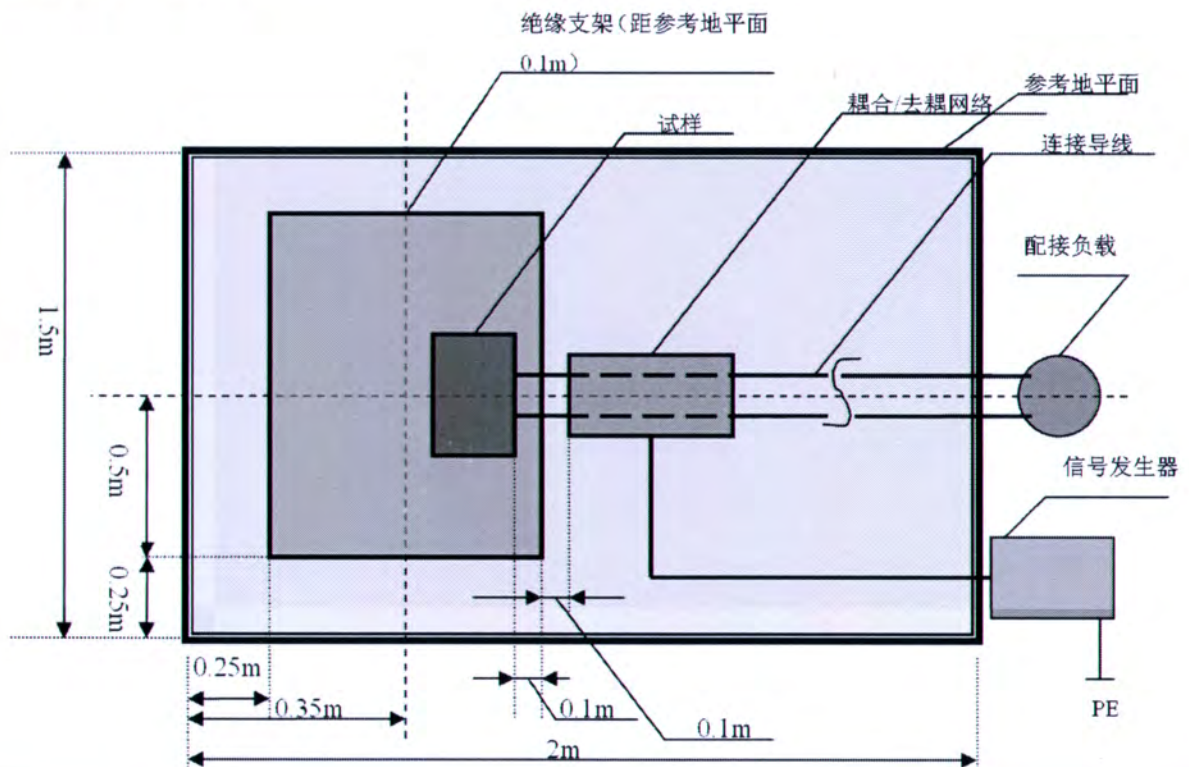 绝缘支架（距参考地平面
0.1m）
参考地平面
耦合/去耦网络
试样
连接导线
配接负载
1.5m
0.5m
信号发生器
0.25m
0.25m
0.35m
0.1m
0.1m
PE
2m